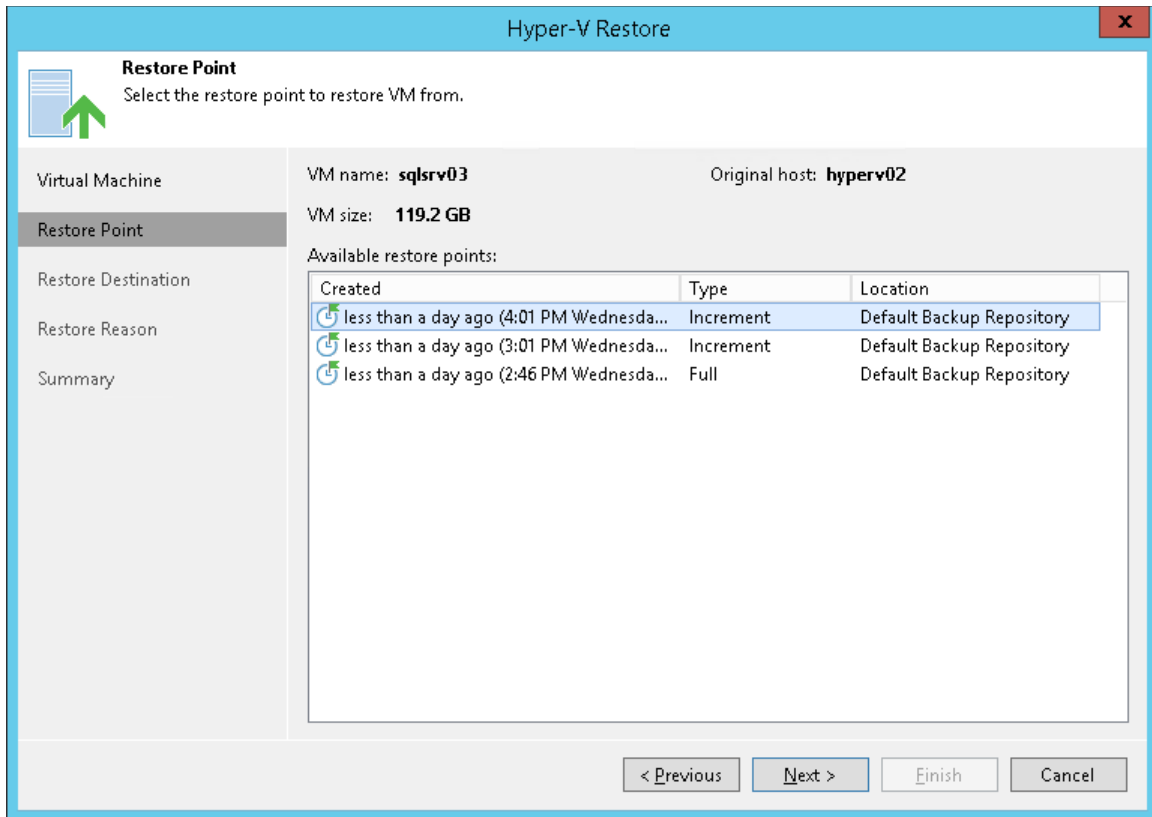 Hyper-V Restore
x
Restore Point
Select the restore point to restore VM from.
Virtual Machine
Restore Point
Restore Destination
Restore Reason
Summary
VM name: sqlsrv03 Original host: hyperv02
VM size: 119.2 GB
Available restore points:
Created Type Location
less than a day ago (4:01 PM Wednesda... Increment Default Backup Repository
less than a day ago (3:01 PM Wednesda... Increment Default Backup Repository
less than a day ago (2:46 PM Wednesda... Full Default Backup Repository
< Previous Next > Finish Cancel